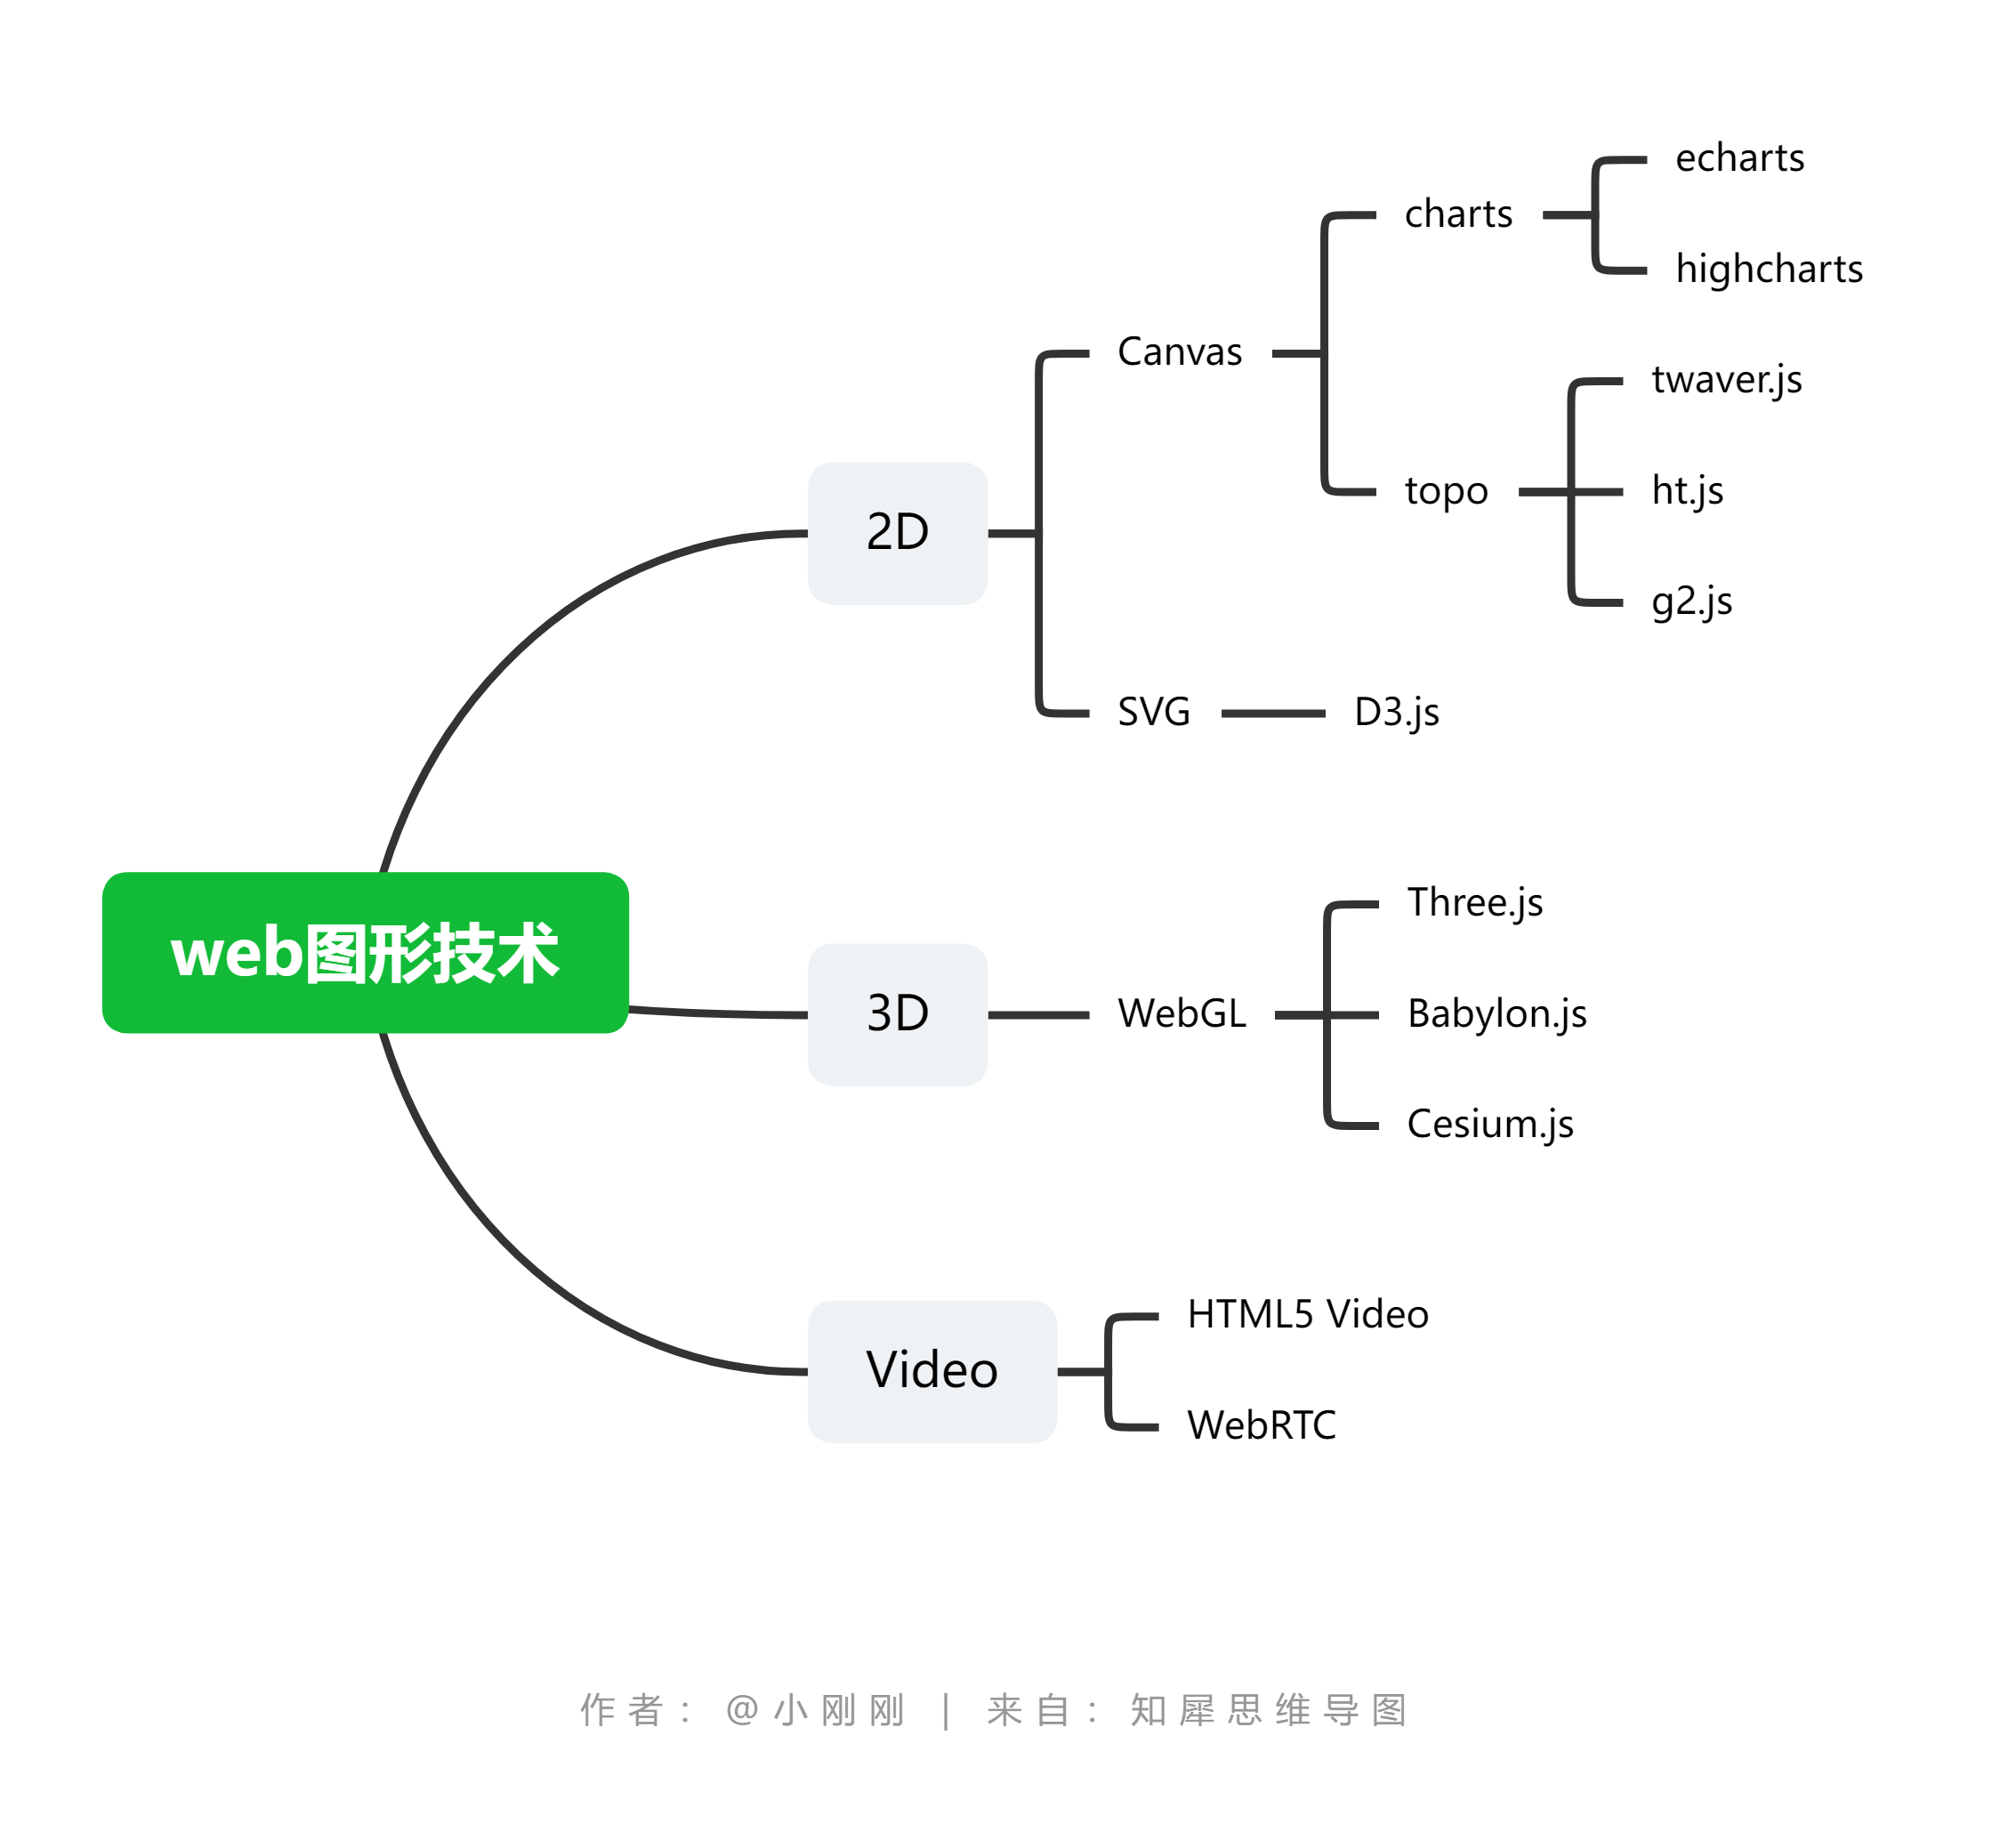 web图形技术
2D
Canvas
charts
echarts
highcharts
topo
twaver.js
ht.js
g2.js
SVG
D3.js
3D
WebGL
Three.js
Babylon.js
Cesium.js
Video
HTML5 Video
WebRTC
作者：@小刚刚 | 来自：知犀思维导图